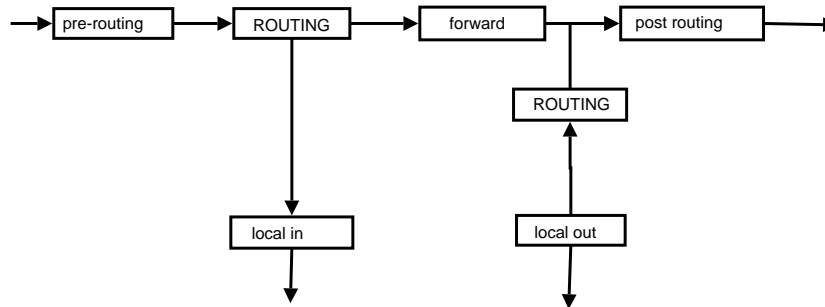 pre-routing
ROUTING
forward
post routing
ROUTING
local in
local out